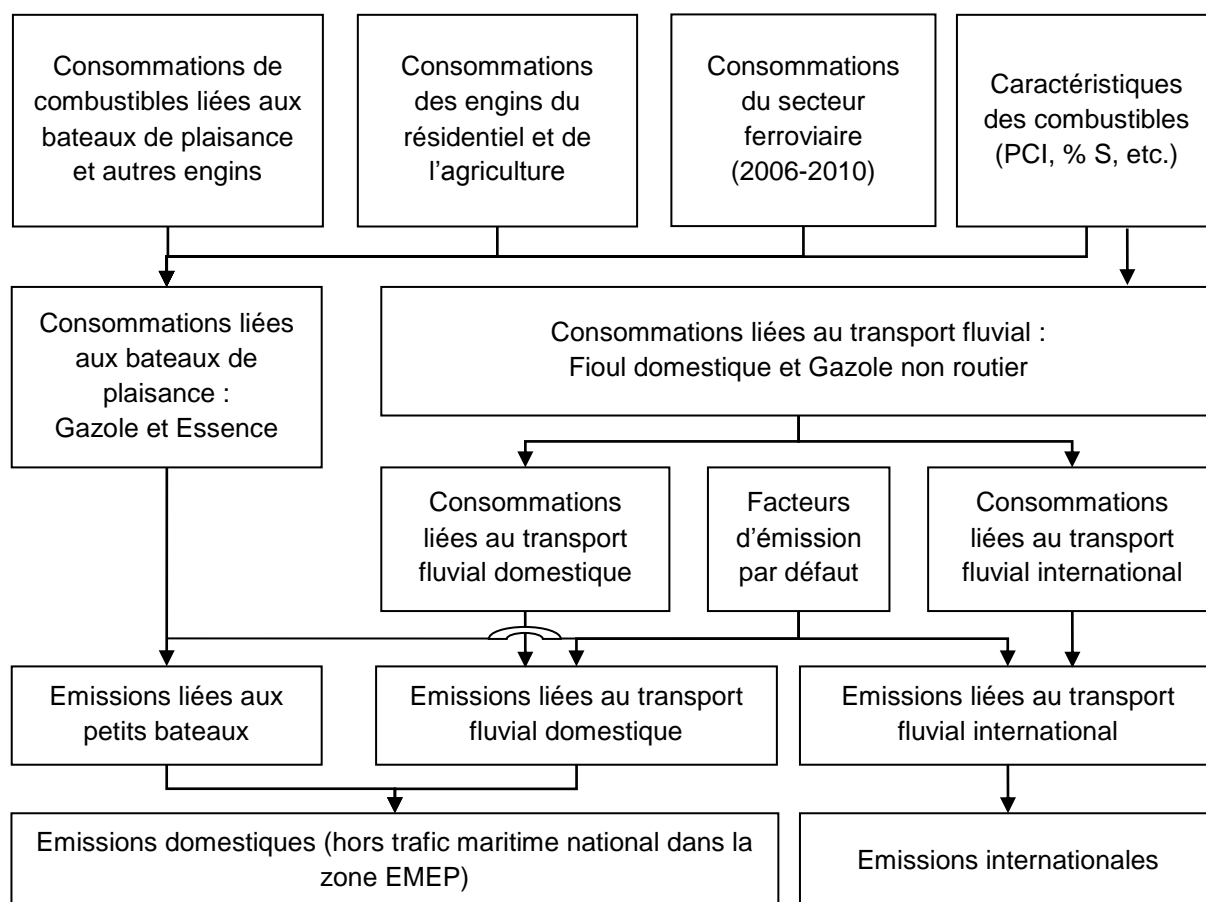 Consommations de
combustibles liées aux
bateaux de plaisance
et autres engins
Consommations
des engins du
résidentiel et de
l'agriculture
Consommations
du secteur
ferroviaire
(2006-2010)
Caractéristiques
des combustibles
(PCI, % S, etc.)
Consommations liées
aux bateaux de
plaisance :
Gazole et Essence
Consommations liées au transport fluvial :
Fioul domestique et Gazole non routier
Consommations
liées au transport
fluvial domestique
Facteurs
d'émission
par défaut
Consommations
liées au transport
fluvial international
Emissions liées aux
petits bateaux
Emissions liées au transport
fluvial domestique
Emissions liées au transport
fluvial international
Emissions domestiques (hors trafic maritime national dans la
zone EMEP)
Emissions internationales